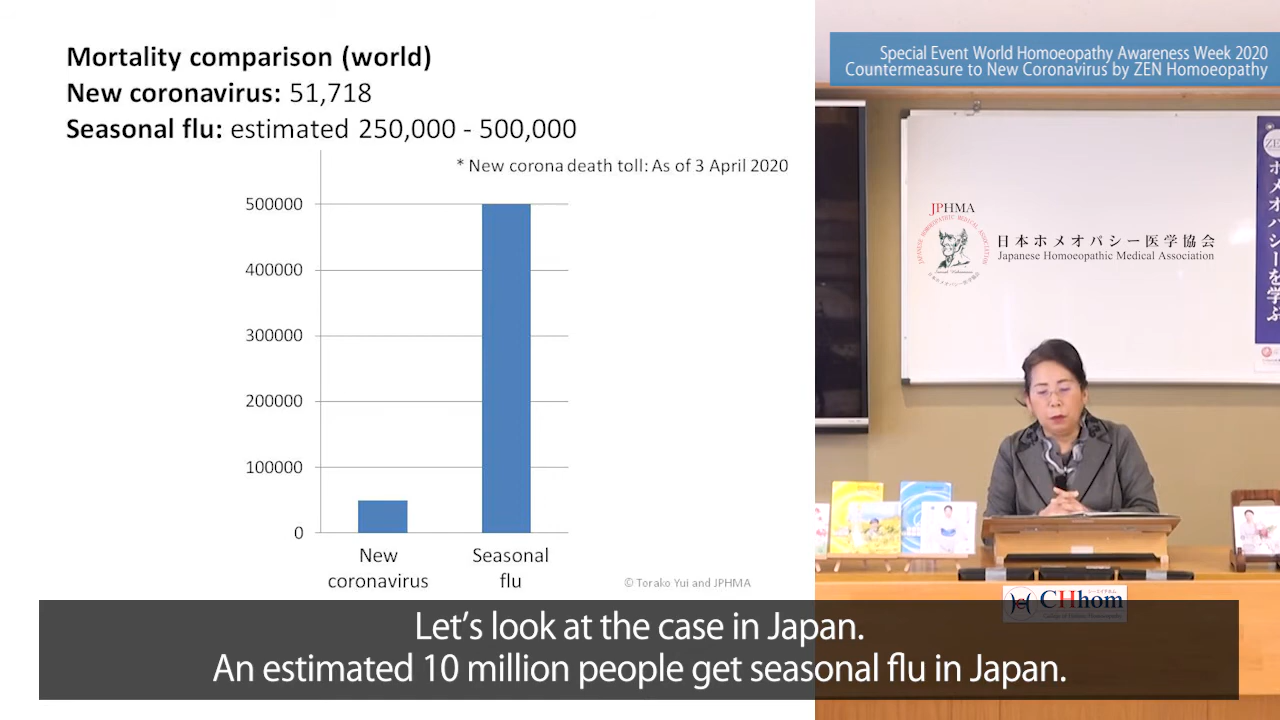 Mortality comparison (world)
New coronavirus: 51,718
Seasonal flu: estimated 250,000 - 500,000
* New corona death toll: As of 3 April 2020
500000
400000
300000
200000
100000
0
New
coronavirus
Seasonal
flu
© Torako Yui and JPHMA
Special Event World Homoeopathy Awareness Week 2020
Countermeasure to New Coronavirus by ZEN Homoeopathy
JPHMA
日本ホメオパシー医学協会
Japanese Homoeopathic Medical Association
ホメオパシーを学ぶ
CHhom
Let's look at the case in Japan.
An estimated 10 million people get seasonal flu in Japan.